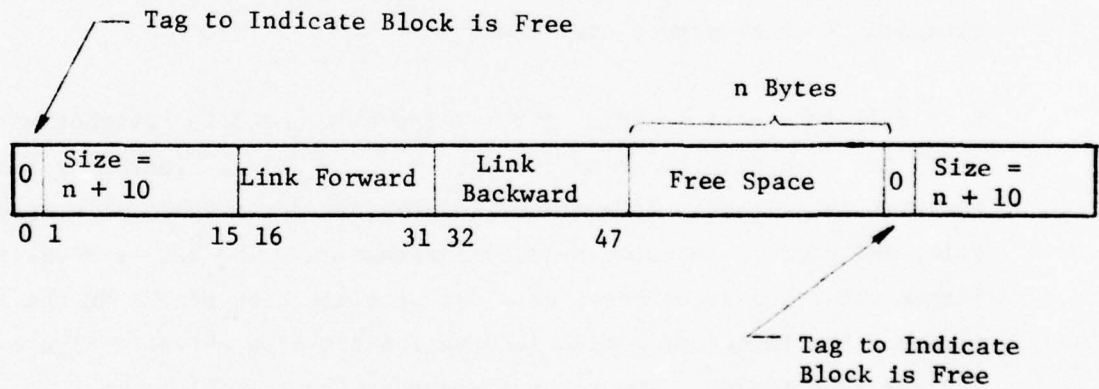 Tag to Indicate Block is Free
n Bytes
0 Size = n + 10 Link Forward Link Backward Free Space 0 Size = n + 10
0 1 15 16 31 32 47
Tag to Indicate
Block is Free